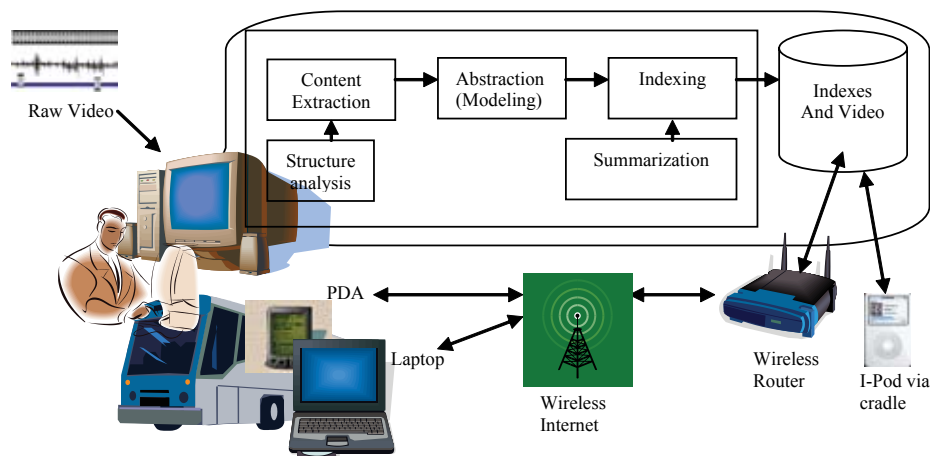 Raw Video
Content
Extraction
Abstraction
(Modeling)
Indexing
Indexes
And Video
Structure
analysis
Summarization
PDA
Laptop
Wireless
Internet
Wireless
Router
I-Pod via
cradle